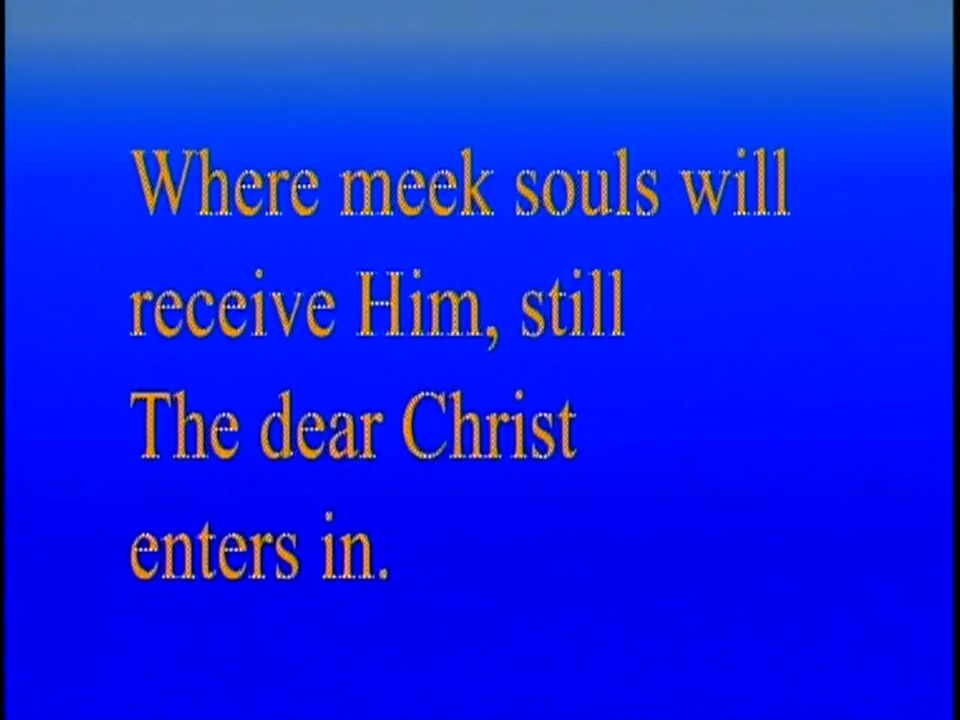 Where meek souls will
receive Him, still
The dear Christ
enters in.